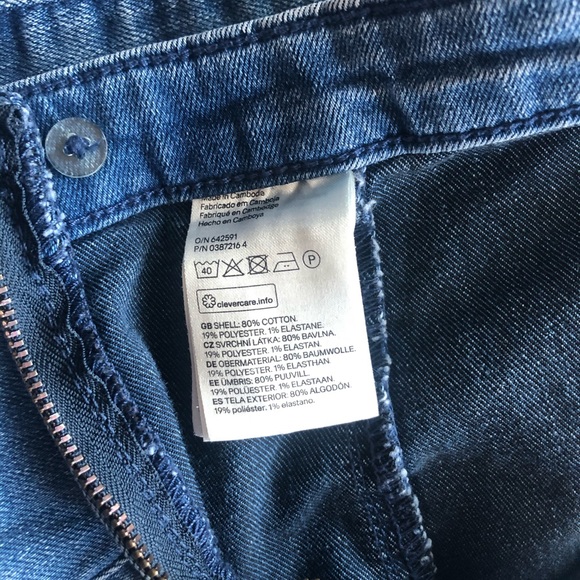 Made in Cambodia
Fabricado em Camboja
Fabriqué en Cambodge
Hecho en Camboya
O/N 642591
P/N 0387216 4
40 P
clevercare.info
GB SHELL: 80% COTTON.
19% POLYESTER. 1% ELASTANE.
CZ SVRCHNÍ LÁTKA: 80% BAVLNA.
19% POLYESTER. 1% ELASTAN.
DE OBERMATERIAL: 80% BAUMWOLLE.
19% POLYESTER. 1% ELASTHAN.
EE ÜMBRIS: 80% PUUVILL.
19% POLÜESTER. 1% ELASTAAN
ES TELA EXTERIOR: 80% ALGODÓN.
19% poliéster. 1% elastano.